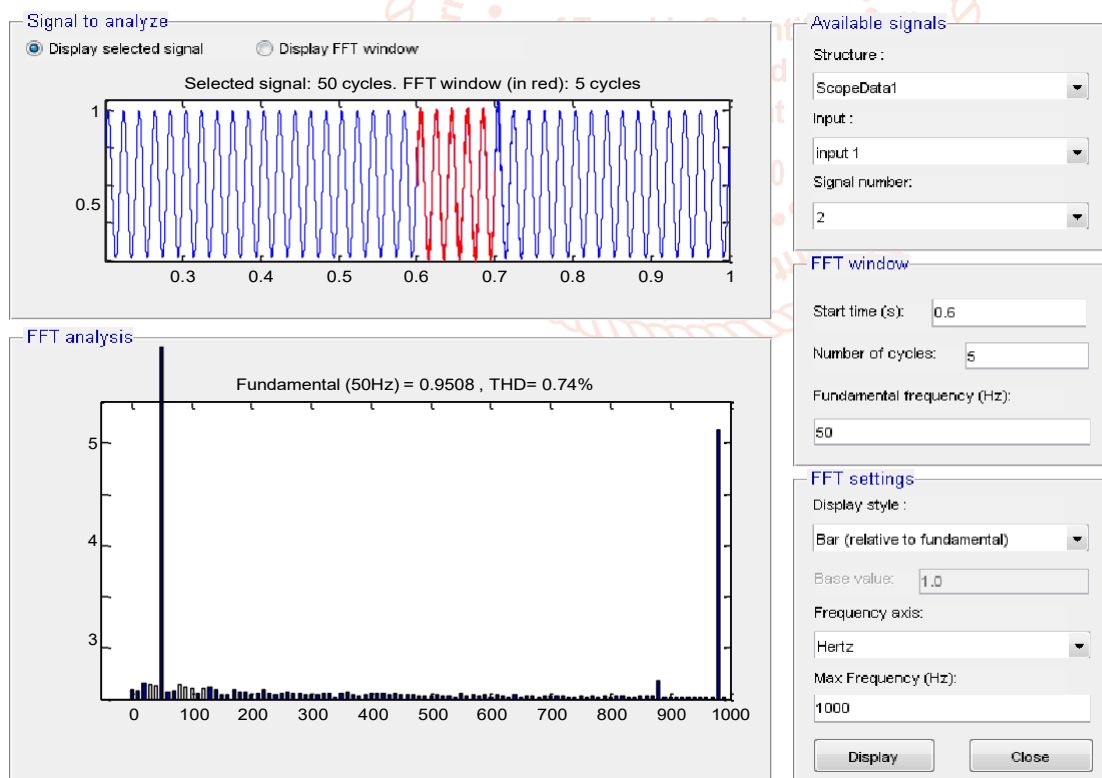 Signal to analyze
Display selected signal
Display FFT window
Selected signal: 50 cycles. FFT window (in red): 5 cycles
1
0.5
0.3 0.4 0.5 0.6 0.7 0.8 0.9 1
FFT analysis
Fundamental (50Hz) = 0.9508 , THD= 0.74%
5
4
3
0 100 200 300 400 500 600 700 800 900 1000
Available signals
Structure :
ScopeData1
Input :
input 1
Signal number:
2
FFT window
Start time (s):
0.6
Number of cycles:
5
Fundamental frequency (Hz):
50
FFT settings
Display style :
Bar (relative to fundamental)
Base value:
1.0
Frequency axis:
Hertz
Max Frequency (Hz):
1000
Display
Close